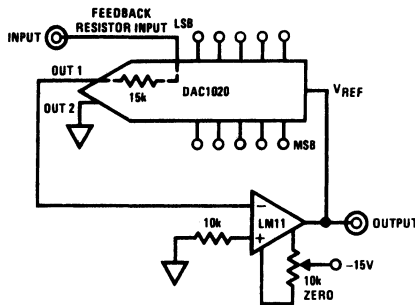 FEEDBACK
RESISTOR INPUT
LSB
INPUT
OUT 1
OUT 2
15k
DAC1020
VREF
MSB
10k
LM11
−
+
OUTPUT
−15V
10k
ZERO